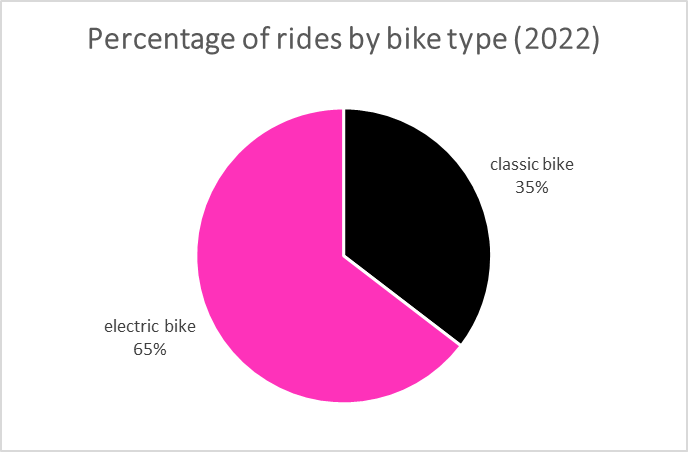 Percentage of rides by bike type (2022)
classic bike
35%
electric bike
65%